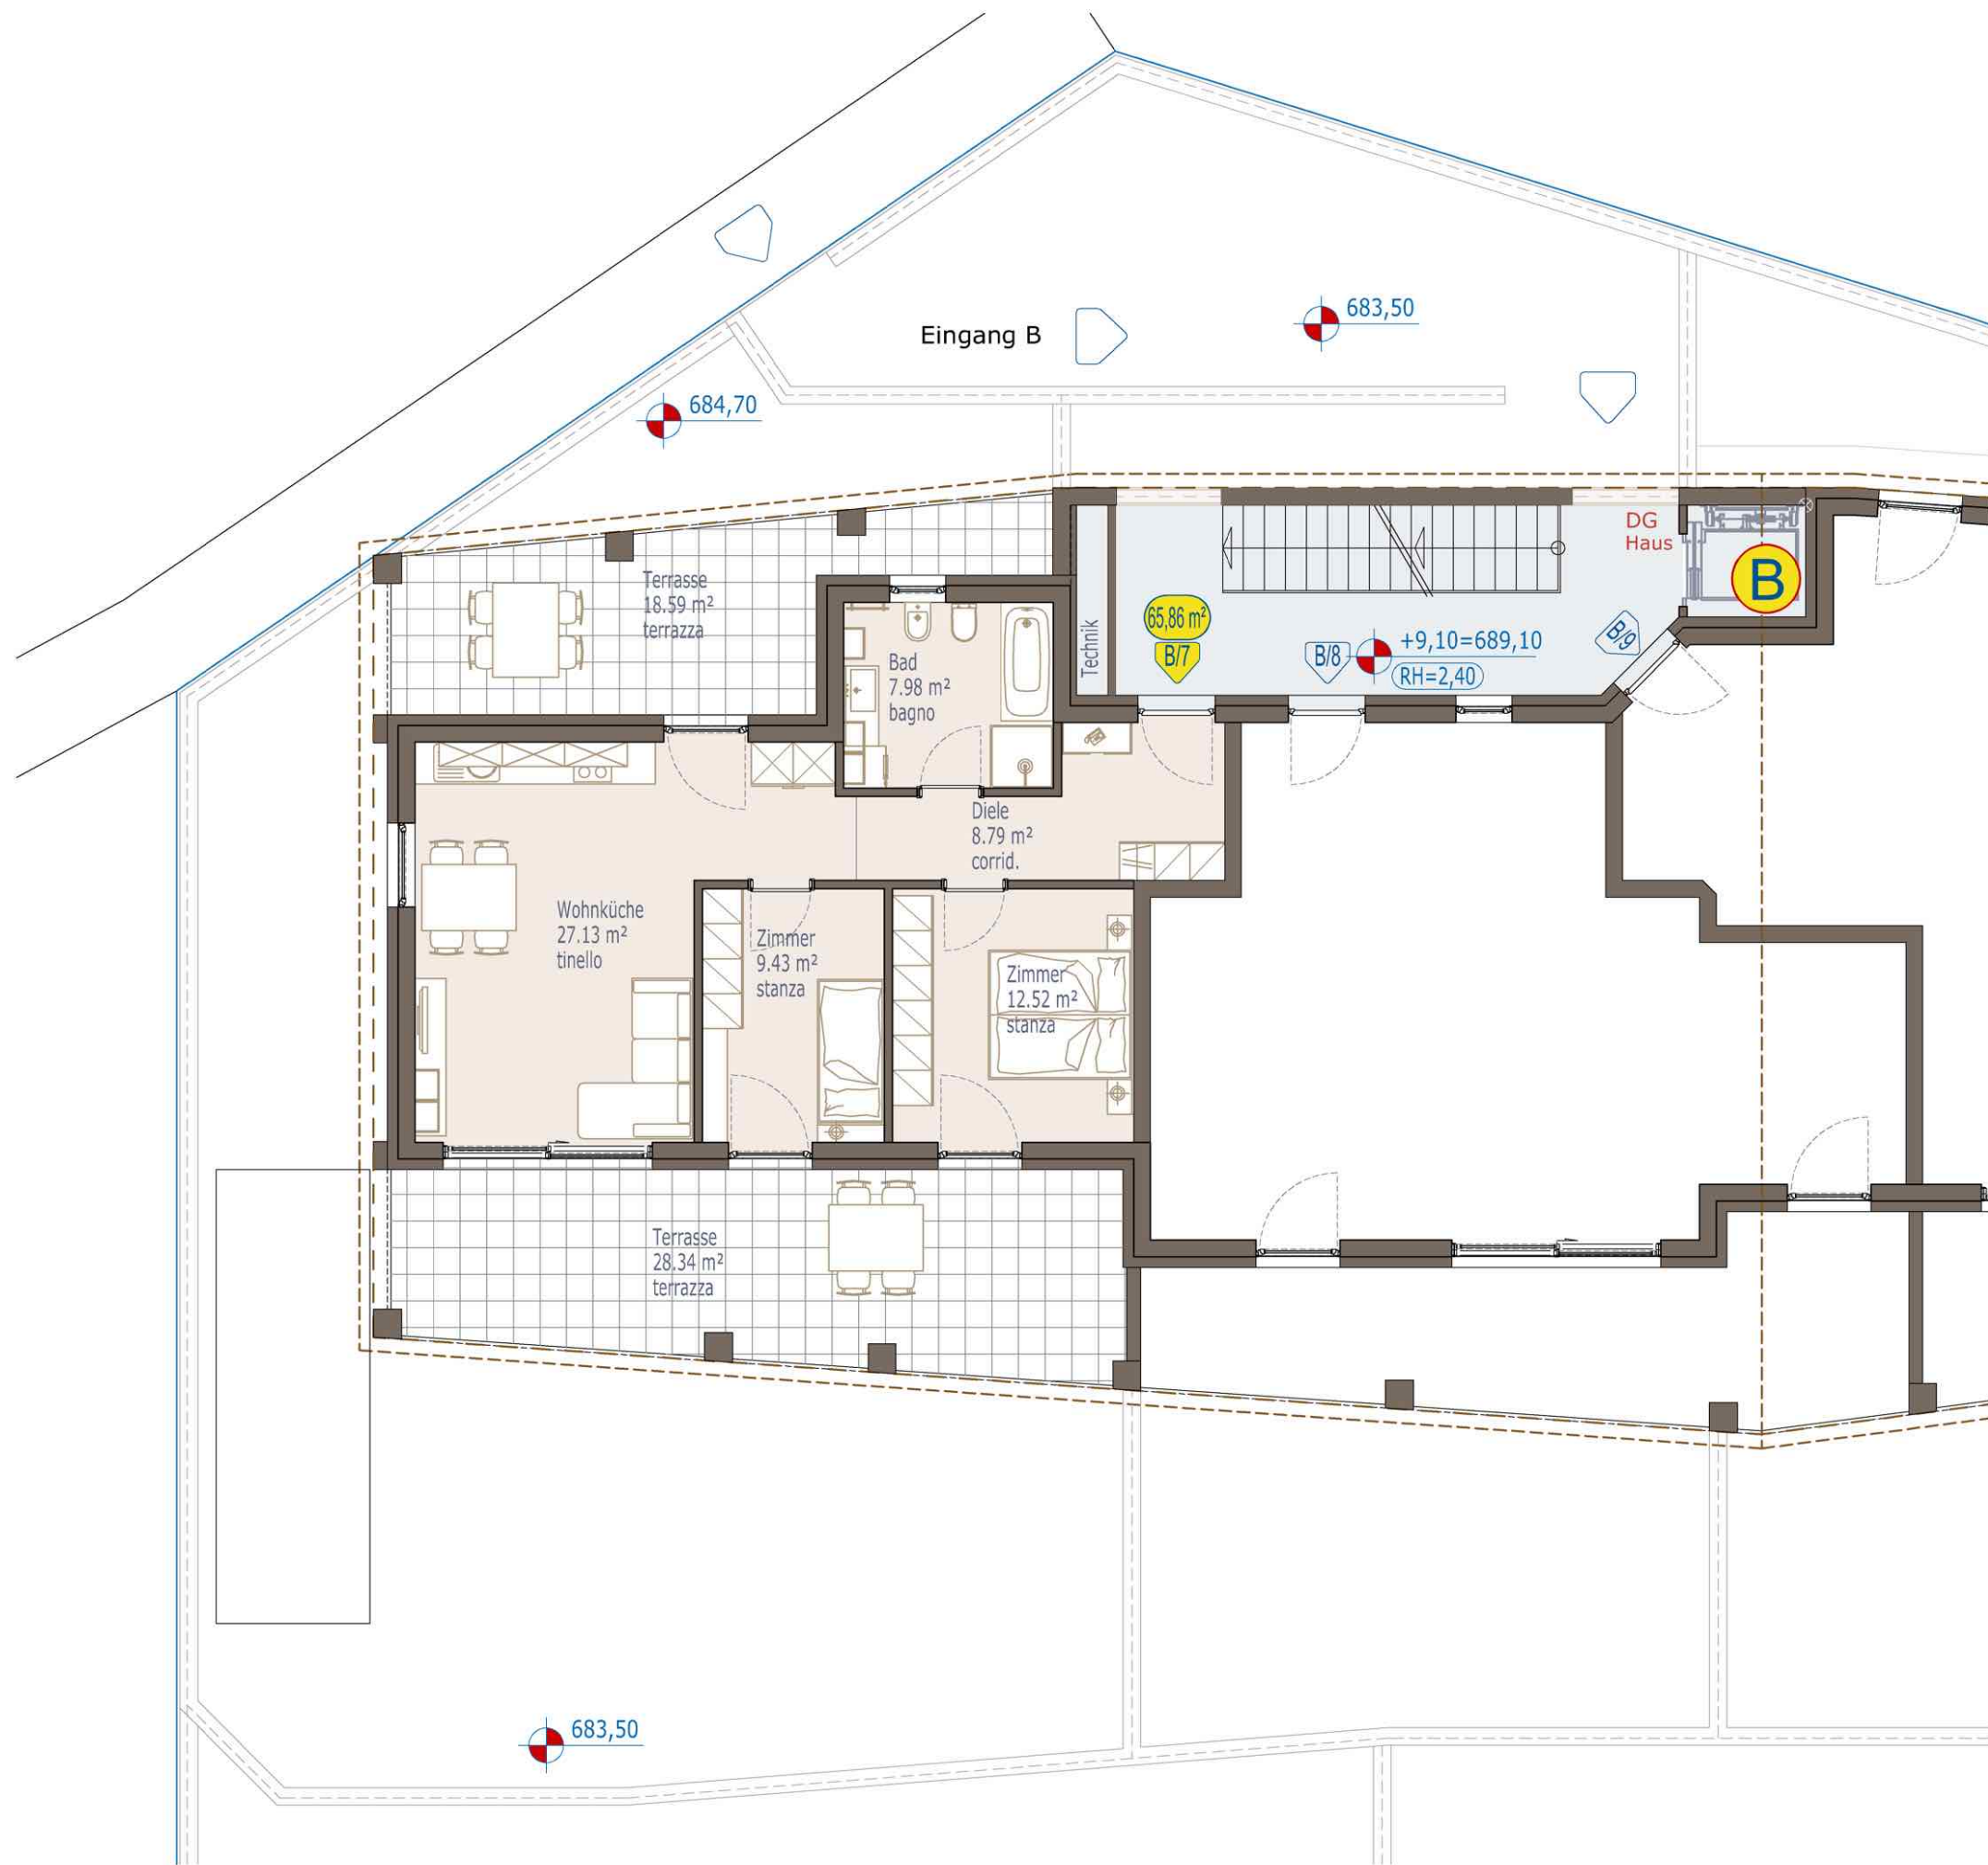 683,50
Eingang B
684,70
DG
Haus
B
Terrasse
18.59 m²
terrazza
65,86 m²
B/7
Technik
B/8
+9,10=689,10
RH=2,40
B/9
Bad
7.98 m²
bagno
Diele
8.79 m²
corrid.
Wohnküche
27.13 m²
tinello
Zimmer
9.43 m²
stanza
Zimmer
12.52 m²
stanza
Terrasse
28.34 m²
terrazza
683,50